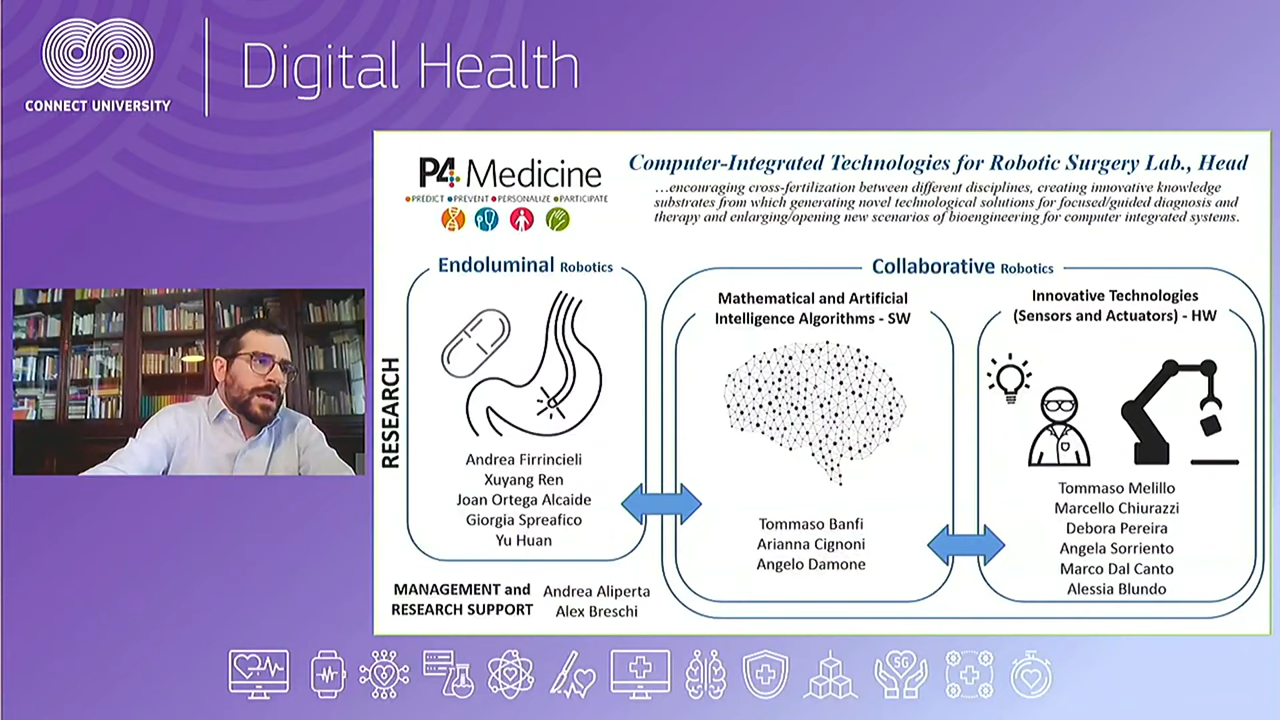 CONNECT UNIVERSITY
Digital Health
P4 Medicine
PREDICT PREVENT PERSONALIZE PARTICIPATE
Computer-Integrated Technologies for Robotic Surgery Lab., Head
…encouraging cross-fertilization between different disciplines, creating innovative knowledge
substrates from which generating novel technological solutions for focused/guided diagnosis and
therapy and enlarging/opening new scenarios of bioengineering for computer integrated systems.
RESEARCH
Endoluminal Robotics
Andrea Firrincieli
Xuyang Ren
Joan Ortega Alcaide
Giorgia Spreafico
Yu Huan
Collaborative Robotics
Mathematical and Artificial
Intelligence Algorithms - SW
Tommaso Banfi
Arianna Cignoni
Angelo Damone
Innovative Technologies
(Sensors and Actuators) - HW
Tommaso Melillo
Marcello Chiurazzi
Debora Pereira
Angela Sorriento
Marco Dal Canto
Alessia Blundo
MANAGEMENT and
RESEARCH SUPPORT
Andrea Aliperta
Alex Breschi
5G